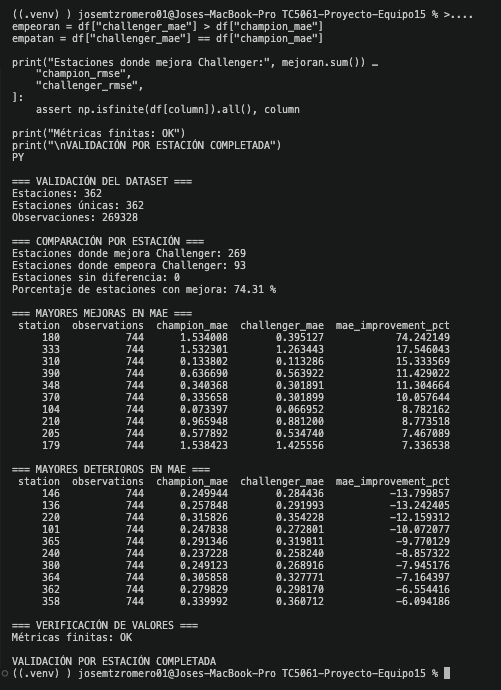 ((.venv) ) josemtzromero01@Joses-MacBook-Pro TC5061-Proyecto-Equipo15 % >....
empeoran = df["challenger_mae"] > df["champion_mae"]
empatan = df["challenger_mae"] == df["champion_mae"]
print("Estaciones donde mejora Challenger:", mejoran.sum()) …
"champion_rmse",
"challenger_rmse",
]:
assert np.isfinite(df[column]).all(), column
print("Métricas finitas: OK")
print("\nVALIDACIÓN POR ESTACIÓN COMPLETADA")
PY
=== VALIDACIÓN DEL DATASET ===
Estaciones: 362
Estaciones únicas: 362
Observaciones: 269328
=== COMPARACIÓN POR ESTACIÓN ===
Estaciones donde mejora Challenger: 269
Estaciones donde empeora Challenger: 93
Estaciones sin diferencia: 0
Porcentaje de estaciones con mejora: 74.31 %
=== MAYORES MEJORAS EN MAE ===
station observations champion_mae challenger_mae mae_improvement_pct
180 744 1.534008 0.395127 74.242149
333 744 1.532301 1.263443 17.546043
310 744 0.133802 0.113286 15.333569
390 744 0.636690 0.563922 11.429022
348 744 0.340368 0.301891 11.304664
370 744 0.335658 0.301899 10.057644
104 744 0.073397 0.066952 8.782162
210 744 0.965948 0.881200 8.773518
205 744 0.577892 0.534740 7.467089
179 744 1.538423 1.425556 7.336538
=== MAYORES DETERIOROS EN MAE ===
station observations champion_mae challenger_mae mae_improvement_pct
146 744 0.249944 0.284436 -13.799857
136 744 0.257848 0.291993 -13.242405
220 744 0.315826 0.354228 -12.159312
101 744 0.247838 0.272801 -10.072077
365 744 0.291346 0.319811 -9.770129
240 744 0.237228 0.258240 -8.857322
380 744 0.249123 0.268916 -7.945176
364 744 0.305858 0.327771 -7.164397
362 744 0.279829 0.298170 -6.554416
358 744 0.339992 0.360712 -6.094186
=== VERIFICACIÓN DE VALORES ===
Métricas finitas: OK
VALIDACIÓN POR ESTACIÓN COMPLETADA
((.venv) ) josemtzromero01@Joses-MacBook-Pro TC5061-Proyecto-Equipo15 %